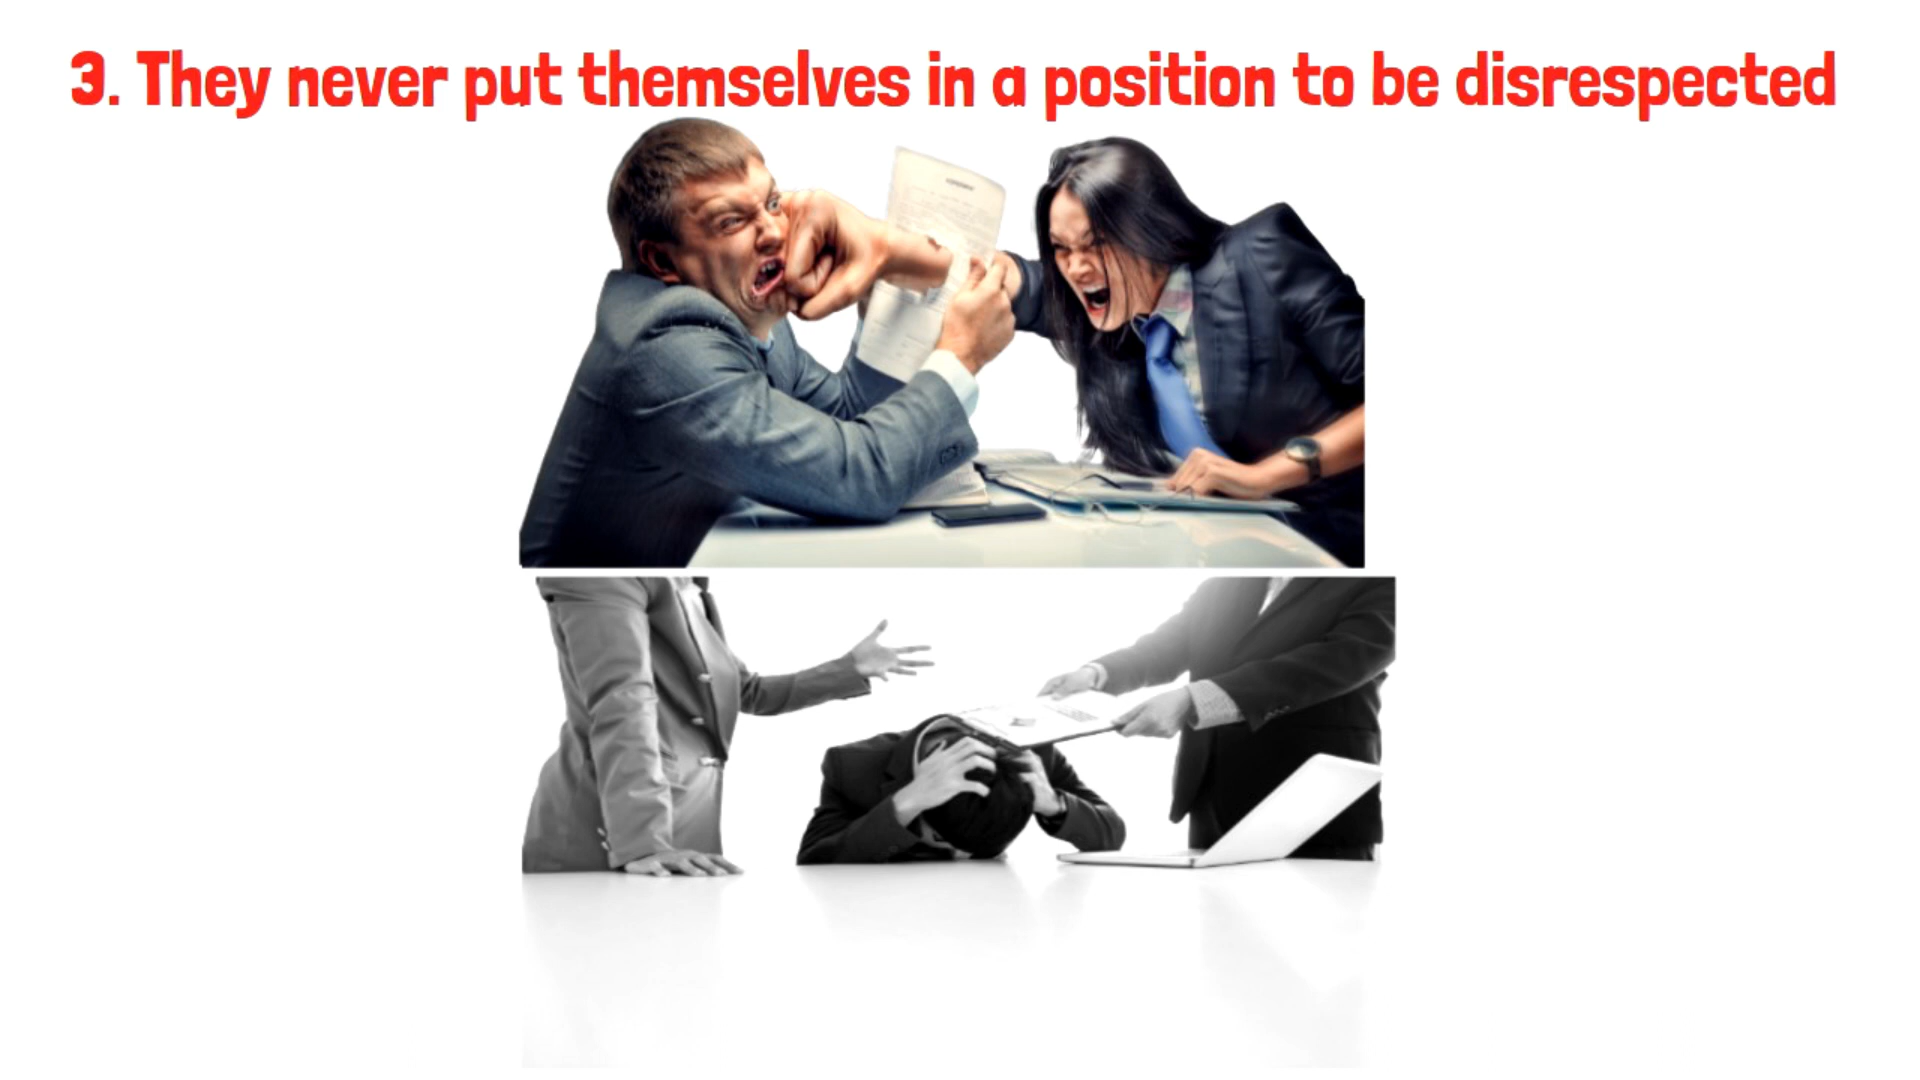 3. They never put themselves in a position to be disrespected